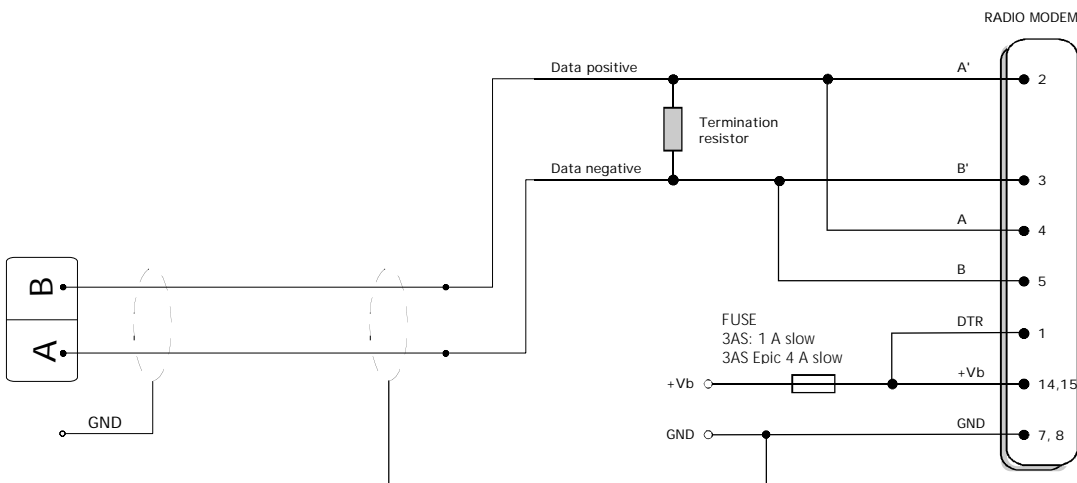 RADIO MODEM
Data positive
A'
2
Termination
resistor
Data negative
B'
3
A
4
B
B
5
A
FUSE
3AS: 1 A slow
3AS Epic 4 A slow
DTR
1
+Vb
+Vb
14,15
GND
GND
GND
7, 8